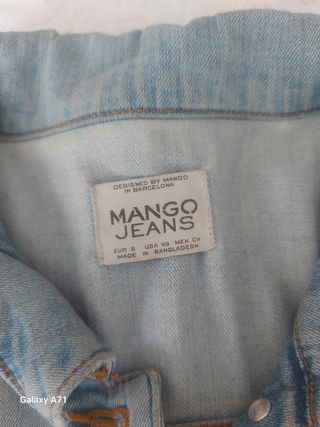 DESIGNED BY MANGO
IN BARCELONA
MANGO
JEANS
EUR S USA XS MEX CH
MADE IN BANGLADESH
Galaxy A71